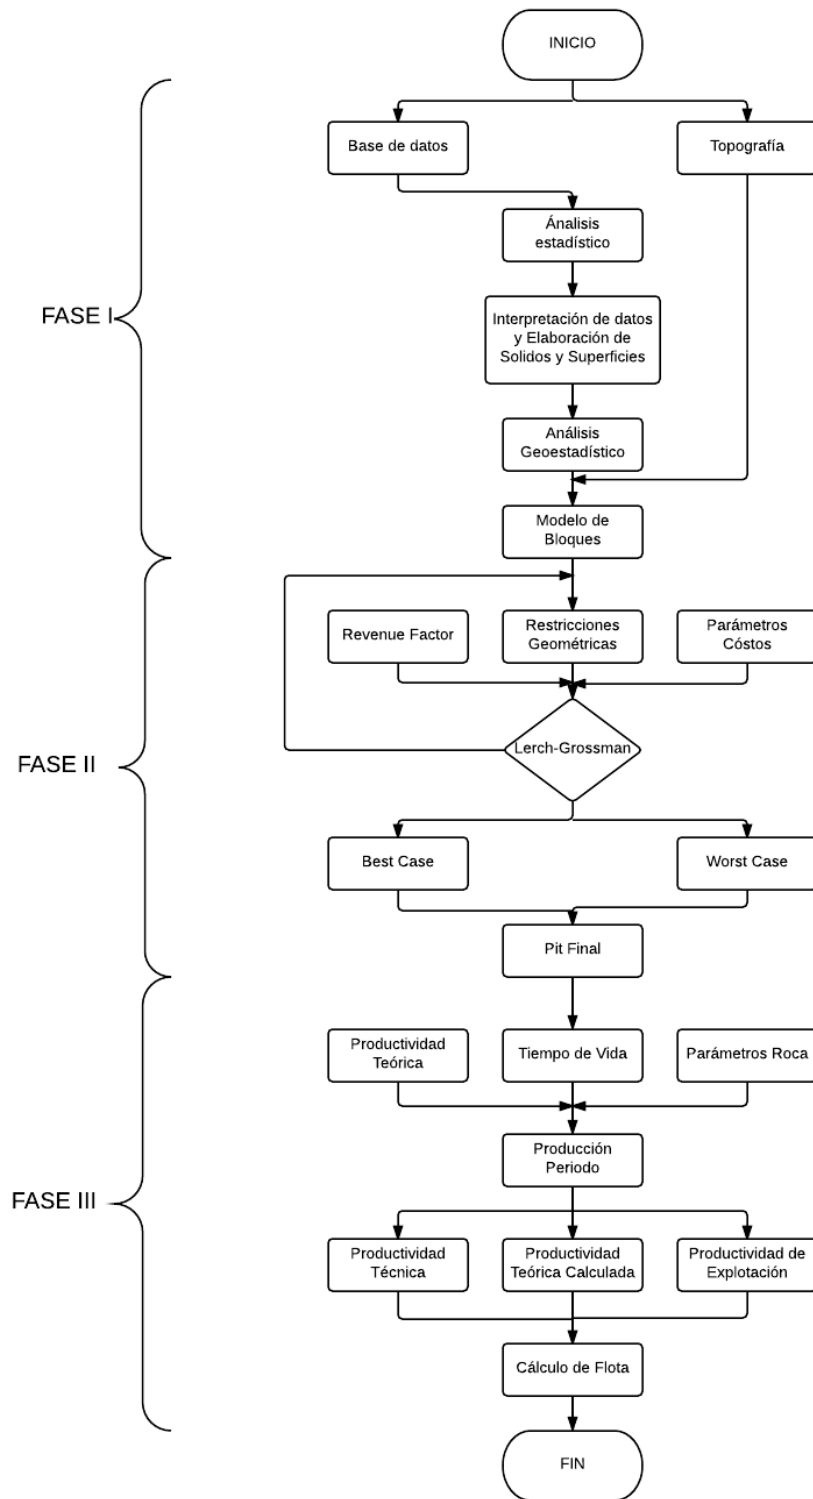 INICIO
Base de datos
Topografía
Ánalisis
estadístico
FASE I
Interpretación de datos
y Elaboración de
Solidos y Superficies
Análisis
Geoestadístico
Modelo de
Bloques
Revenue Factor
Restricciones
Geométricas
Parámetros
Cóstos
FASE II
Lerch-Grossman
Best Case
Worst Case
Pit Final
Productividad
Teórica
Tiempo de Vida
Parámetros Roca
Producción
Periodo
FASE III
Productividad
Técnica
Productividad
Teórica Calculada
Productividad de
Explotación
Cálculo de Flota
FIN